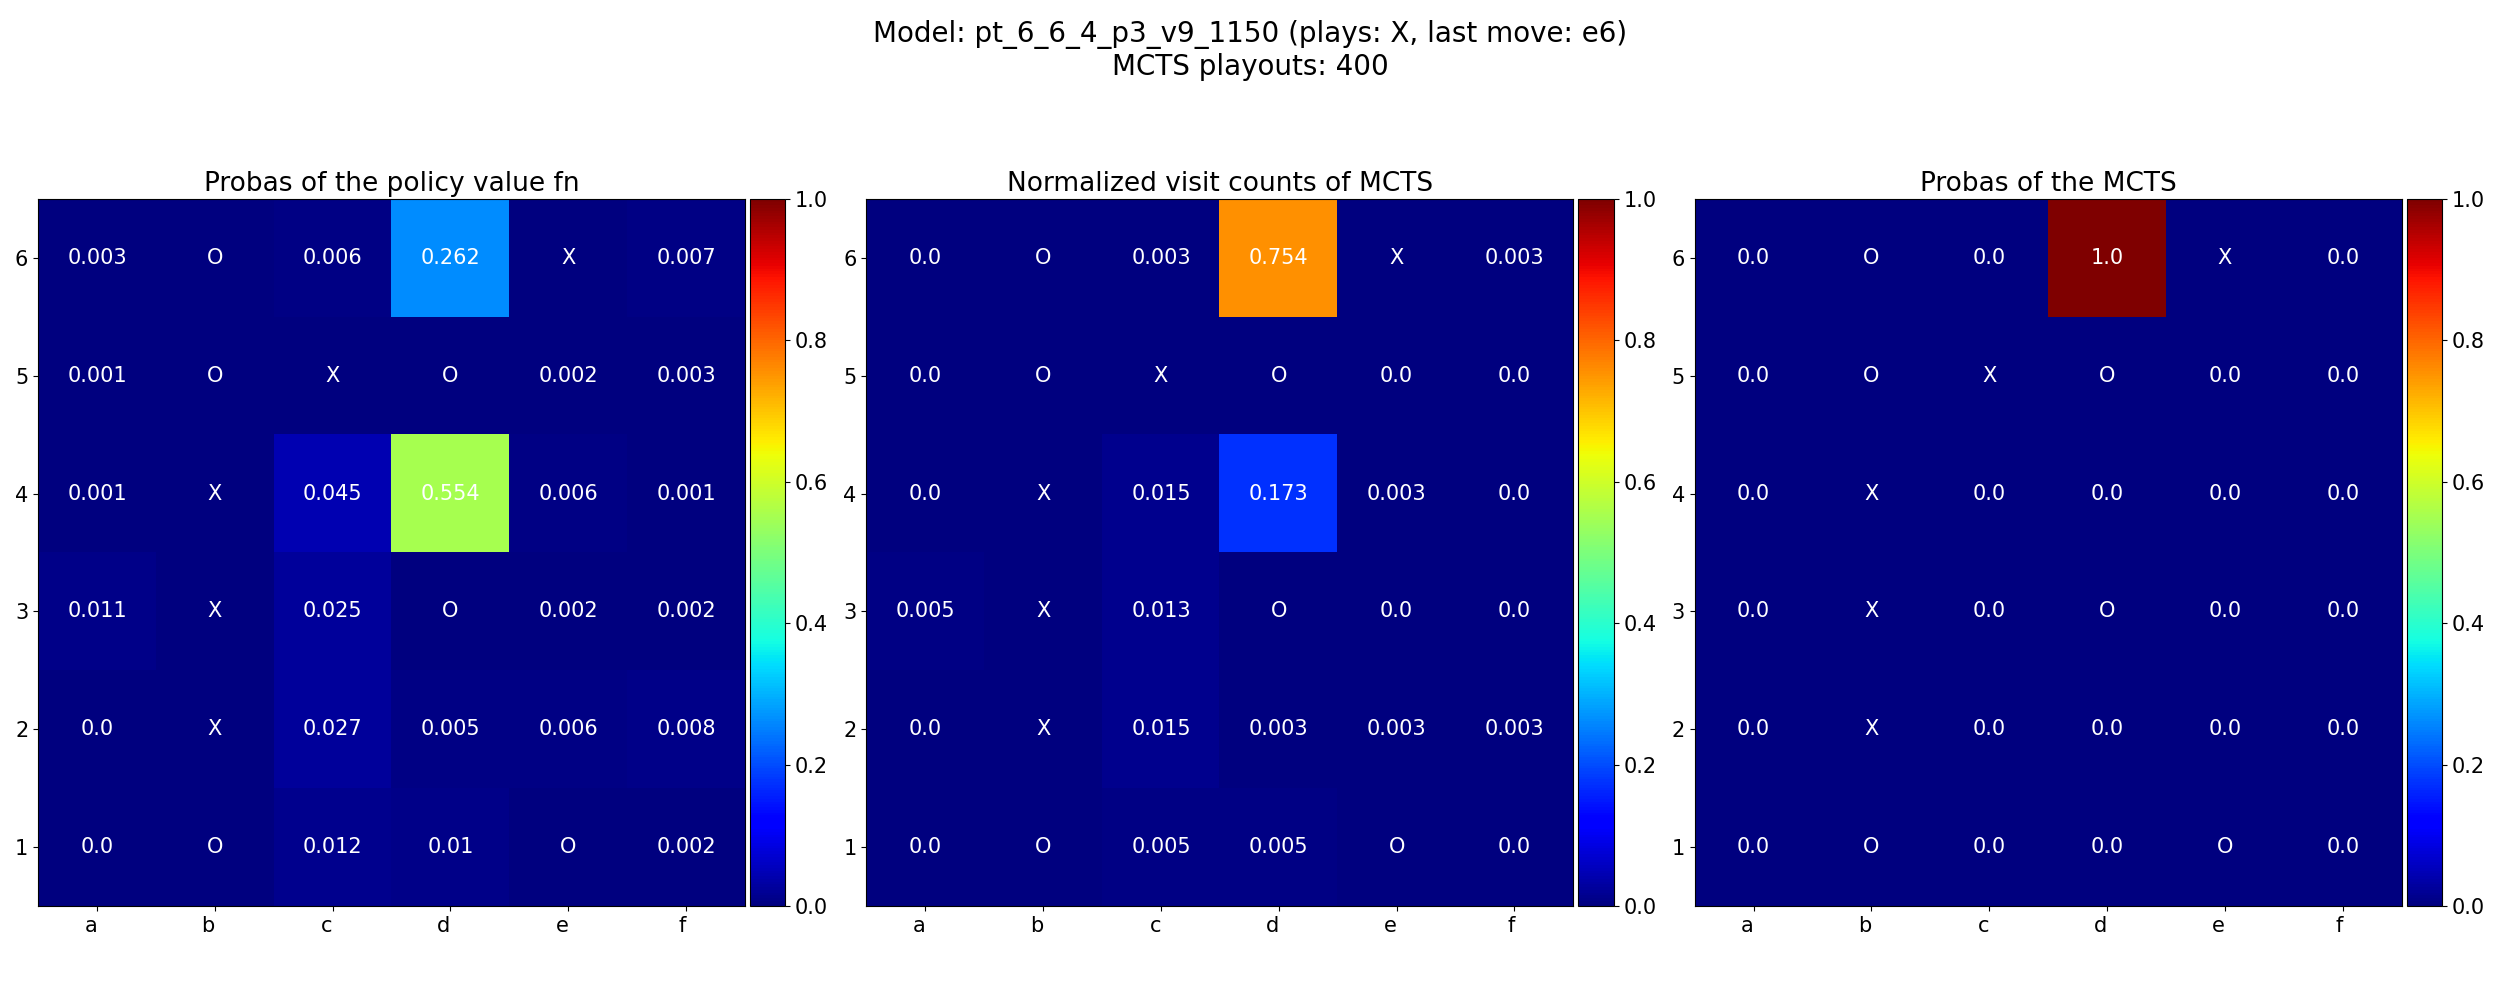 Model: pt_6_6_4_p3_v9_1150 (plays: X, last move: e6)
MCTS playouts: 400
Probas of the policy value fn
6 0.003 O 0.006 0.262 X 0.007
5 0.001 O X O 0.002 0.003
4 0.001 X 0.045 0.554 0.006 0.001
3 0.011 X 0.025 O 0.002 0.002
2 0.0 X 0.027 0.005 0.006 0.008
1 0.0 O 0.012 0.01 O 0.002
a b c d e f
1.0
0.8
0.6
0.4
0.2
0.0
Normalized visit counts of MCTS
6 0.0 O 0.003 0.754 X 0.003
5 0.0 O X O 0.0 0.0
4 0.0 X 0.015 0.173 0.003 0.0
3 0.005 X 0.013 O 0.0 0.0
2 0.0 X 0.015 0.003 0.003 0.003
1 0.0 O 0.005 0.005 O 0.0
a b c d e f
1.0
0.8
0.6
0.4
0.2
0.0
Probas of the MCTS
6 0.0 O 0.0 1.0 X 0.0
5 0.0 O X O 0.0 0.0
4 0.0 X 0.0 0.0 0.0 0.0
3 0.0 X 0.0 O 0.0 0.0
2 0.0 X 0.0 0.0 0.0 0.0
1 0.0 O 0.0 0.0 O 0.0
a b c d e f
1.0
0.8
0.6
0.4
0.2
0.0